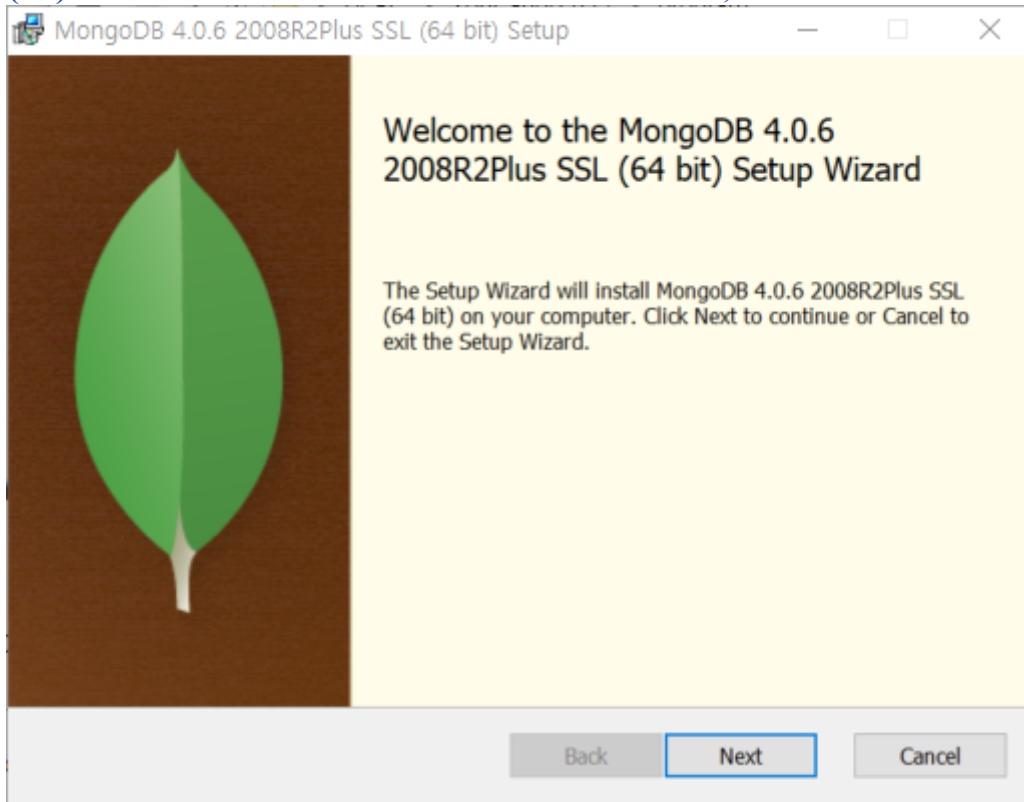 MongoDB 4.0.6 2008R2Plus SSL (64 bit) Setup
Welcome to the MongoDB 4.0.6
2008R2Plus SSL (64 bit) Setup Wizard
The Setup Wizard will install MongoDB 4.0.6 2008R2Plus SSL
(64 bit) on your computer. Click Next to continue or Cancel to
exit the Setup Wizard.
Back
Next
Cancel